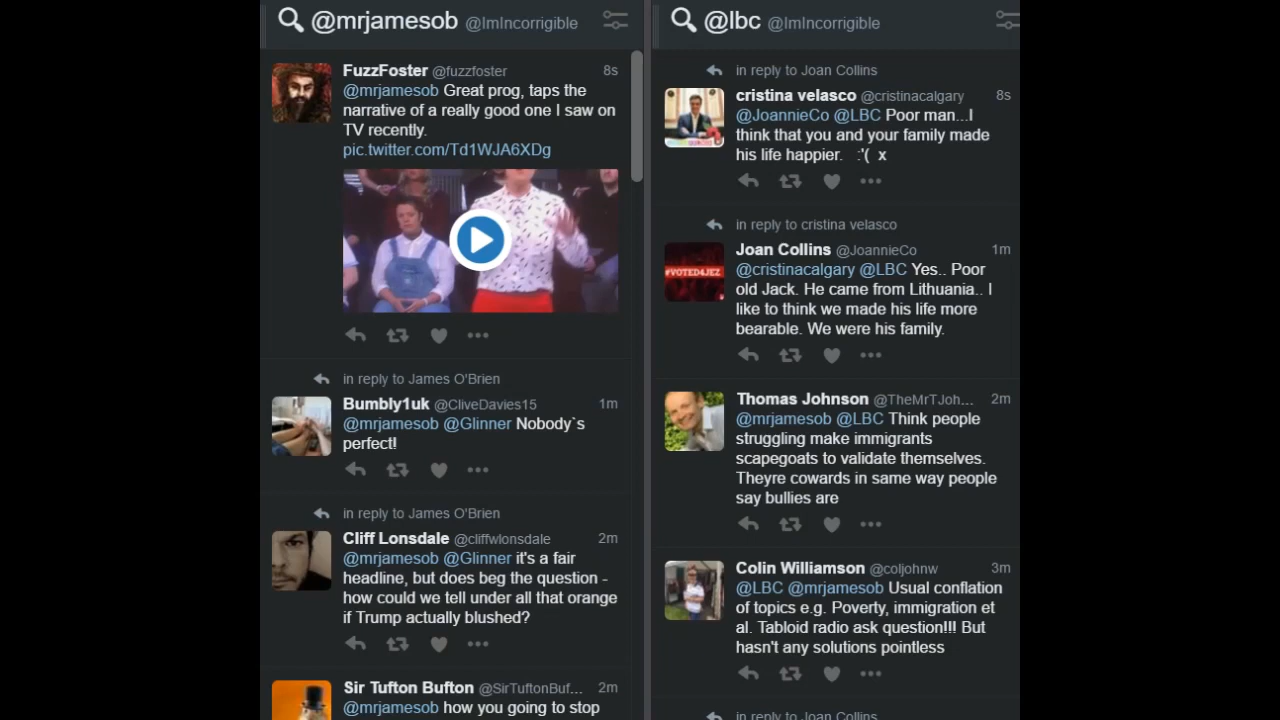 @mrjamesob @ImIncorrigible
FuzzFoster @fuzzfoster 8s
@mrjamesob Great prog, taps the
narrative of a really good one I saw on
TV recently.
pic.twitter.com/Td1WJA6XDg
in reply to James O'Brien
Bumbly1uk @CliveDavies15 1m
@mrjamesob @Glinner Nobody`s
perfect!
in reply to James O'Brien
Cliff Lonsdale @cliffwlonsdale 2m
@mrjamesob @Glinner it's a fair
headline, but does beg the question -
how could we tell under all that orange
if Trump actually blushed?
Sir Tufton Bufton @SirTuftonBuf... 2m
@mrjamesob how you going to stop
@lbc @ImIncorrigible
in reply to Joan Collins
cristina velasco @cristinacalgary 8s
@JoannieCo @LBC Poor man...I
think that you and your family made
his life happier. :'( x
in reply to cristina velasco
Joan Collins @JoannieCo 1m
#VOTED4JEZ
@cristinacalgary @LBC Yes.. Poor
old Jack. He came from Lithuania.. I
like to think we made his life more
bearable. We were his family.
Thomas Johnson @TheMrTJoh... 2m
@mrjamesob @LBC Think people
struggling make immigrants
scapegoats to validate themselves.
Theyre cowards in same way people
say bullies are
Colin Williamson @coljohnw 3m
@LBC @mrjamesob Usual conflation
of topics e.g. Poverty, immigration et
al. Tabloid radio ask question!!! But
hasn't any solutions pointless
in reply to Joan Collins